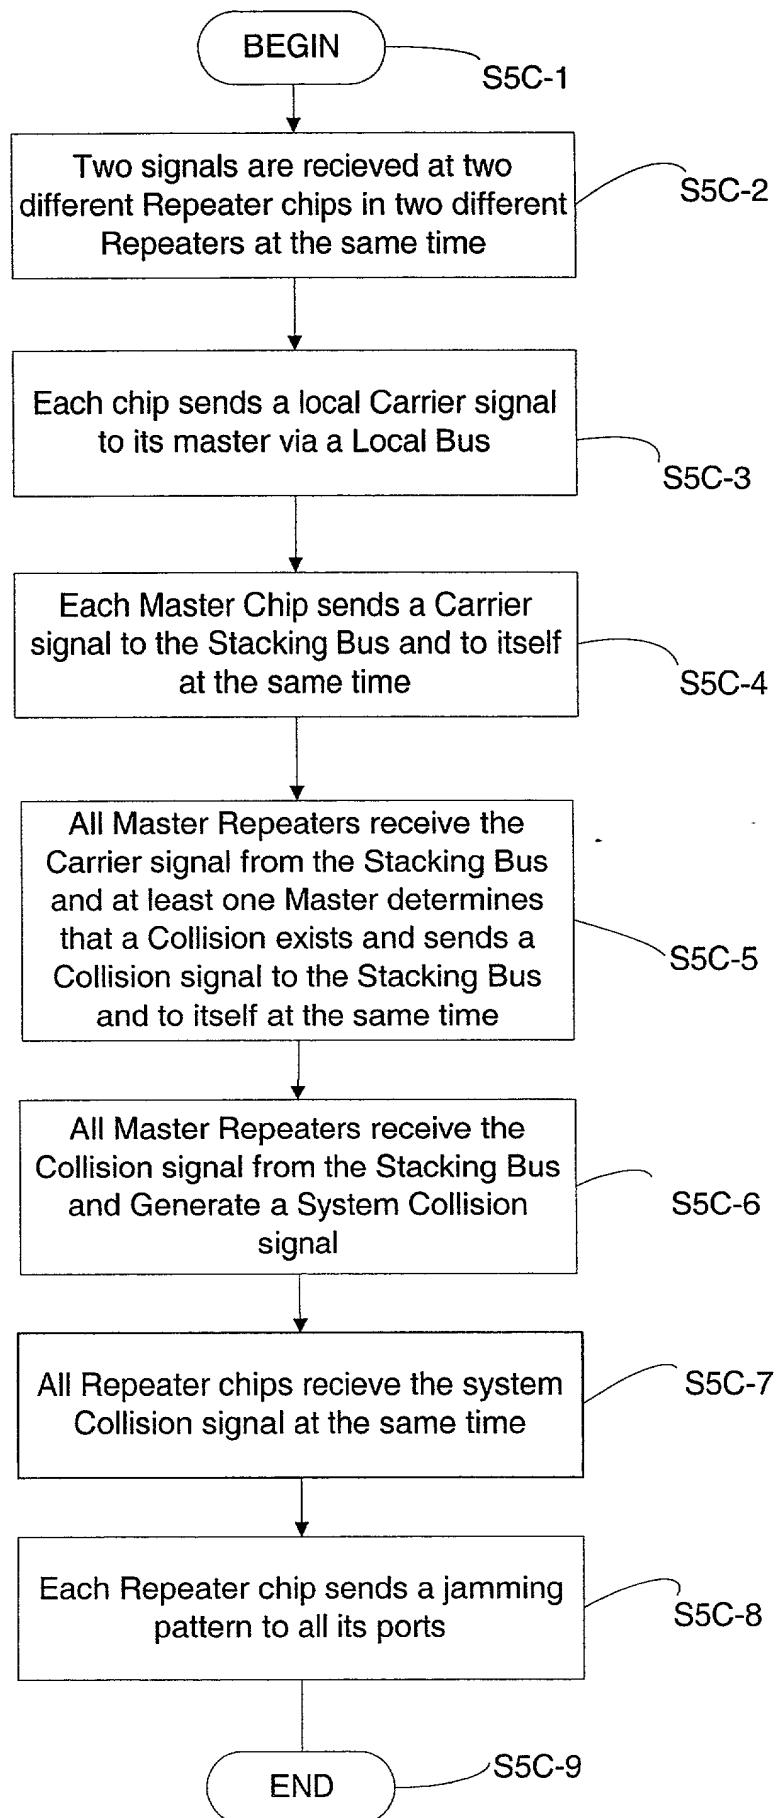 BEGIN
S5C-1
Two signals are recieved at two
different Repeater chips in two different
Repeaters at the same time
S5C-2
Each chip sends a local Carrier signal
to its master via a Local Bus
S5C-3
Each Master Chip sends a Carrier
signal to the Stacking Bus and to itself
at the same time
S5C-4
All Master Repeaters receive the
Carrier signal from the Stacking Bus
and at least one Master determines
that a Collision exists and sends a
Collision signal to the Stacking Bus
and to itself at the same time
S5C-5
All Master Repeaters receive the
Collision signal from the Stacking Bus
and Generate a System Collision
signal
S5C-6
All Repeater chips recieve the system
Collision signal at the same time
S5C-7
Each Repeater chip sends a jamming
pattern to all its ports
S5C-8
END
S5C-9